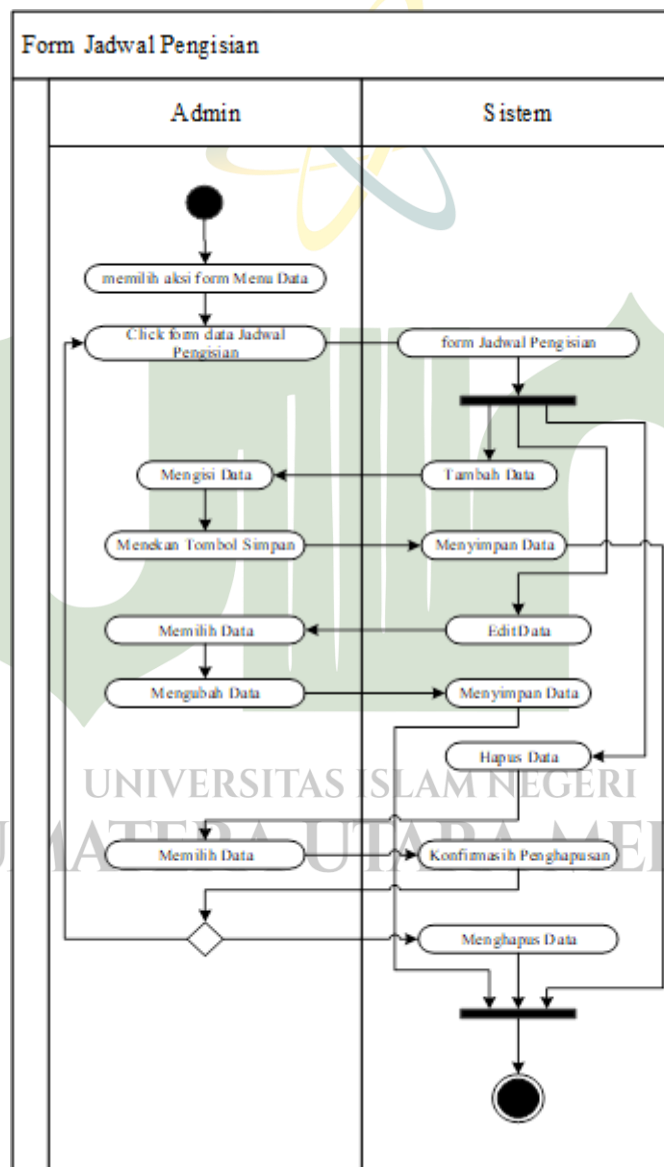 Form Jadwal Pengisian
Admin
Sistem
memilih aksi form Menu Data
Click form data Jadwal
Pengisian
form Jadwal Pengisian
Mengisi Data
Tambah Data
Menekan Tombol Simpan
Menyimpan Data
Memilih Data
Edit Data
Mengubah Data
Menyimpan Data
Hapus Data
UNIVERSITAS ISLAM NEGERI
UMATERA UTARA MED
Memilih Data
Konfirmasih Penghapusan
Menghapus Data